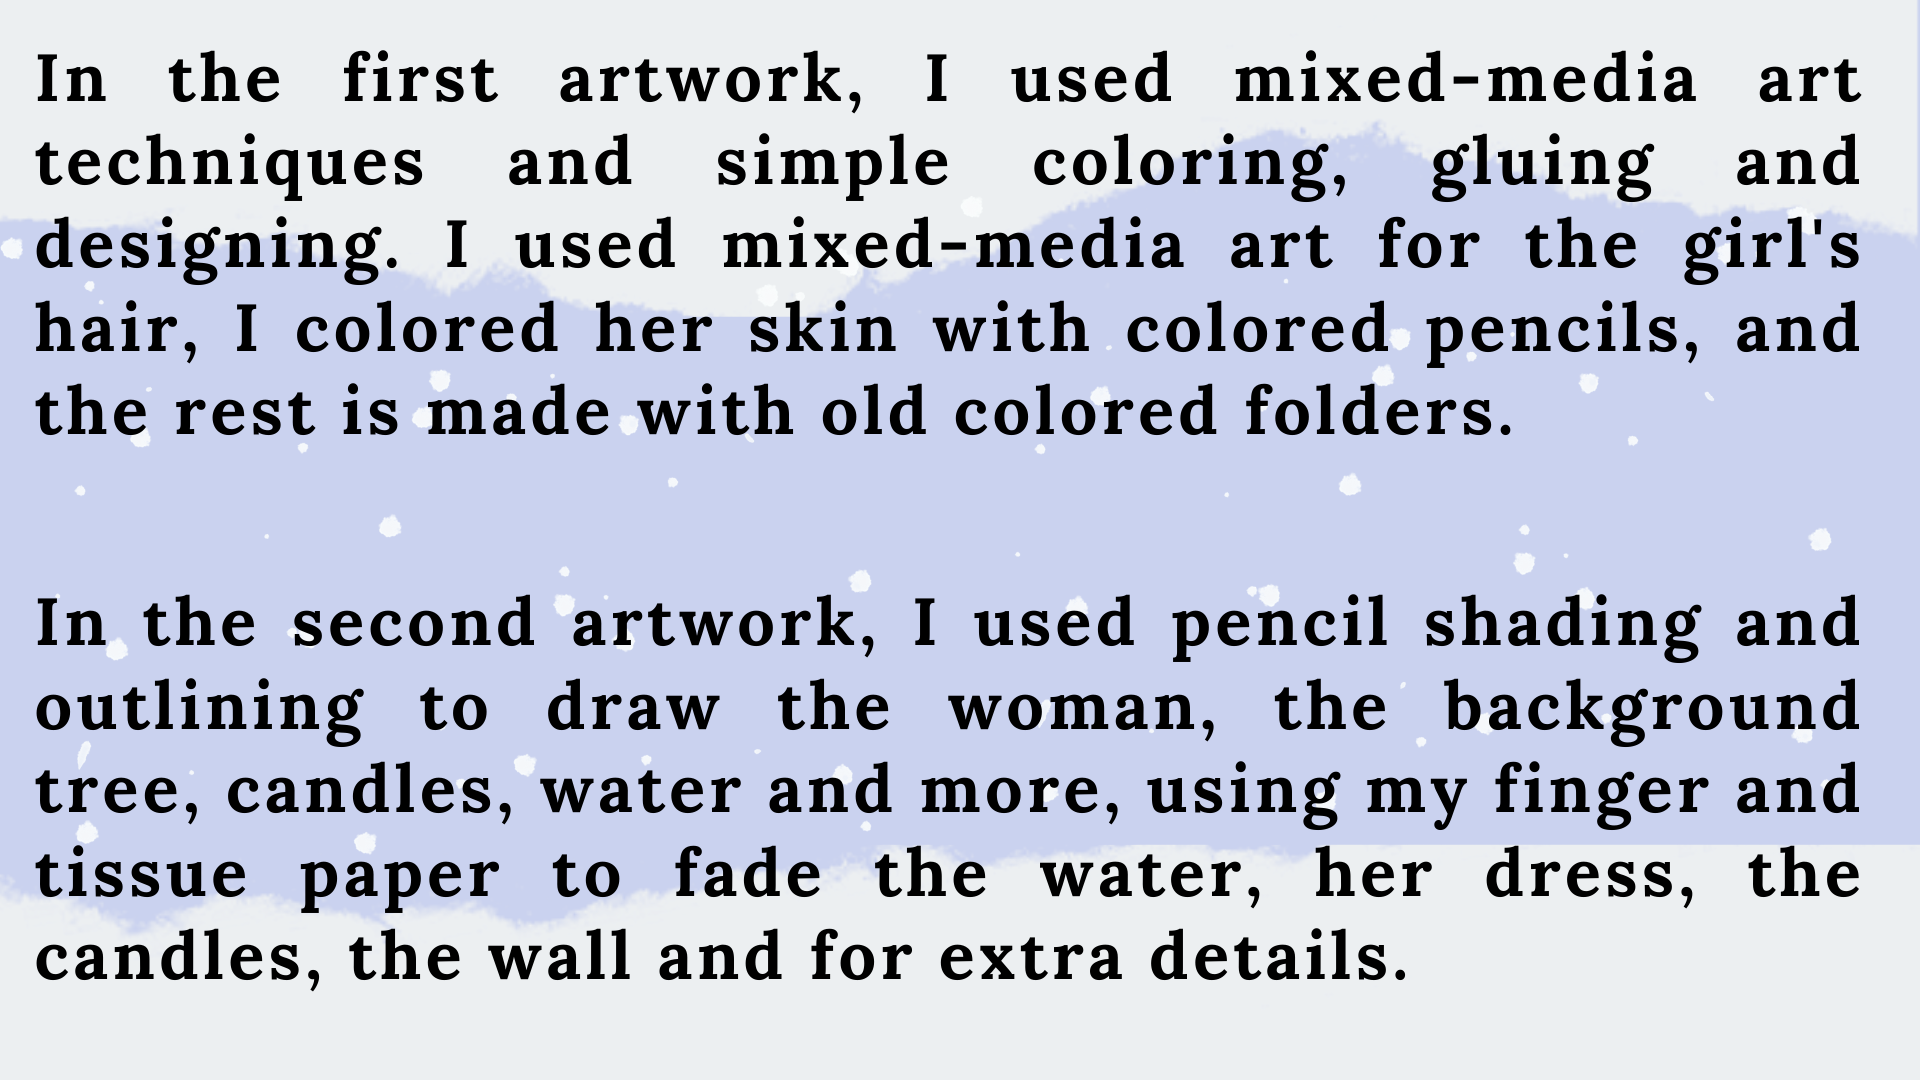 In the first artwork, I used mixed-media art
techniques and simple coloring, gluing and
designing. I used mixed-media art for the girl's
hair, I colored her skin with colored pencils, and
the rest is made with old colored folders.
In the second artwork, I used pencil shading and
outlining to draw the woman, the background
tree, candles, water and more, using my finger and
tissue paper to fade the water, her dress, the
candles, the wall and for extra details.